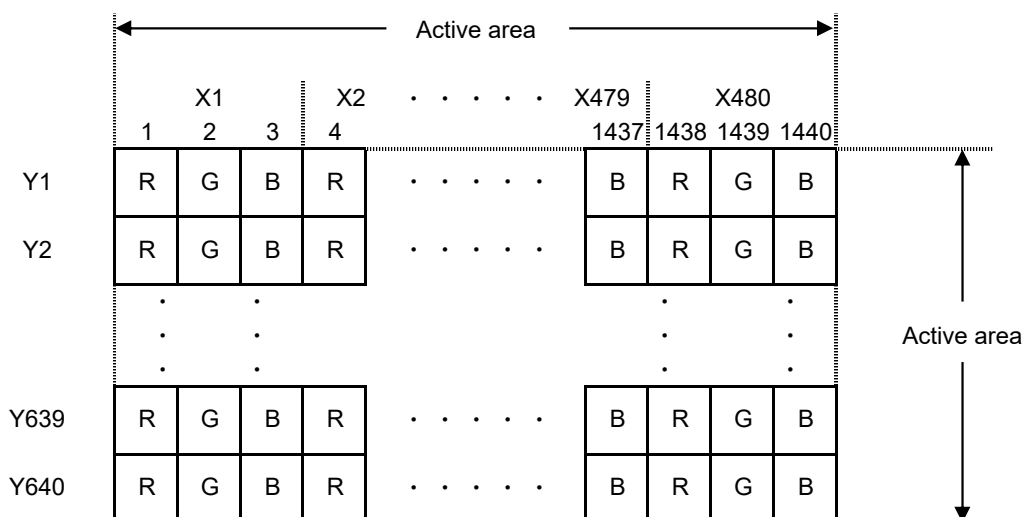 Active area
X1 X2 · · · · · X479 X480
1 2 3 4 1437 1438 1439 1440
Y1 R G B R · · · · · B R G B
Y2 R G B R · · · · · B R G B
· · · ·
· · · ·
Active area
· · · ·
Y639 R G B R · · · · · B R G B
Y640 R G B R · · · · · B R G B